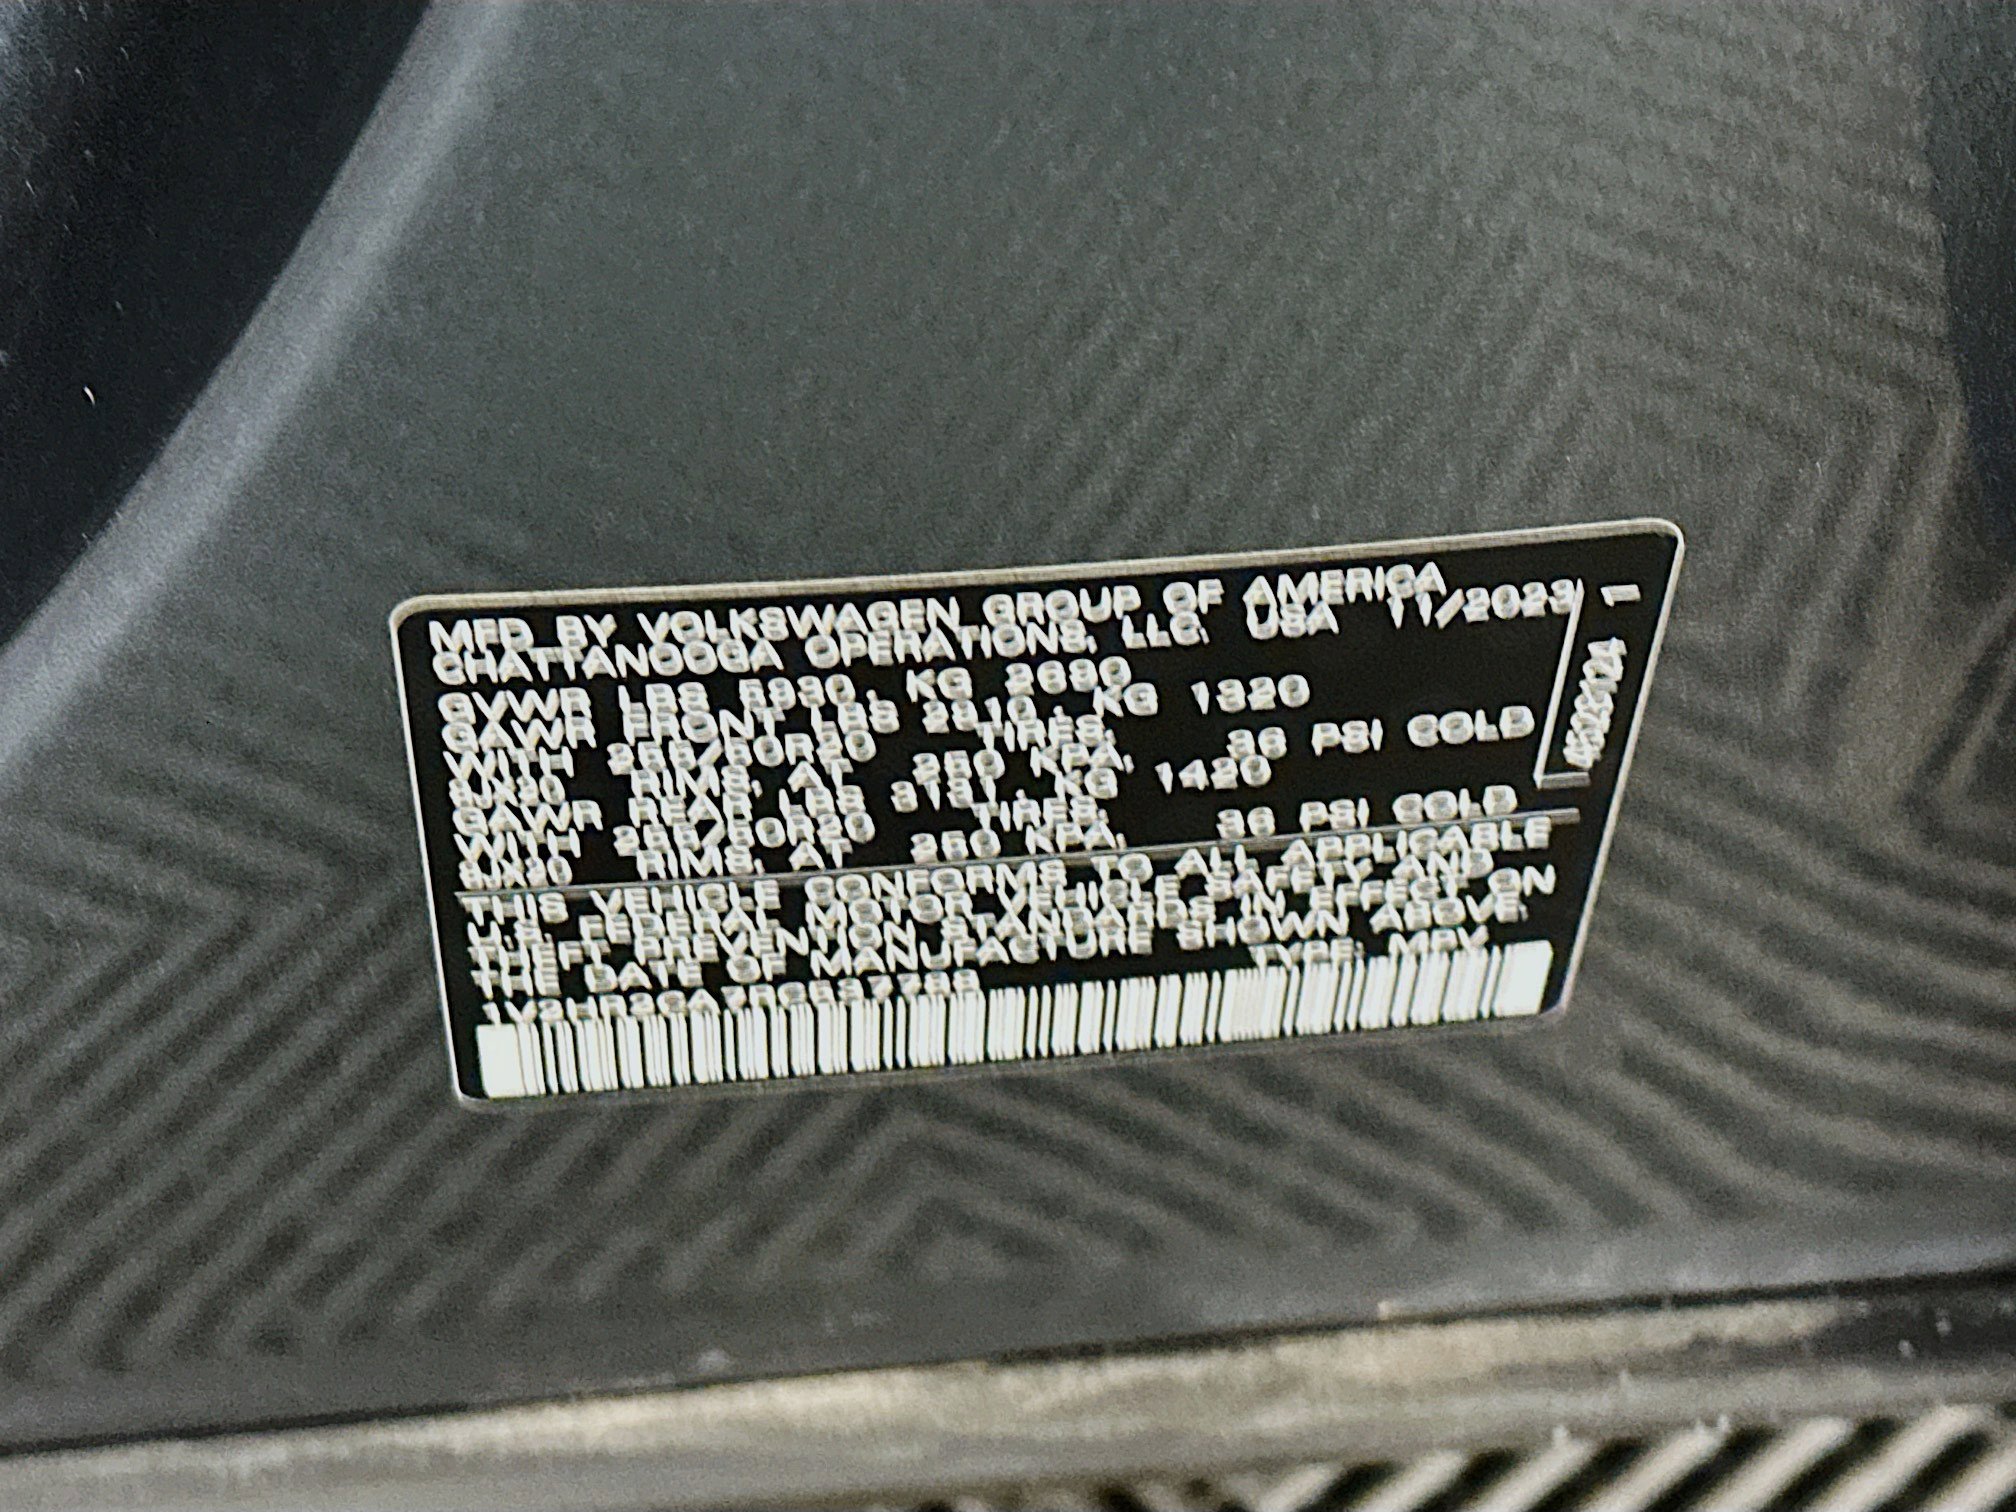 MFD BY VOLKSWAGEN GROUP OF AMERICA
CHATTANOOGA OPERATIONS, LLC. USA 11/2023
GVWR LBS 5930, KG 2690
GAWR FRONT LBS 2910, KG 1320
WITH 255/50R20 TIRES,
8JX20 RIMS, AT 250 KPA, 36 PSI COLD
GAWR REAR LBS 3131, KG 1420
WITH 255/50R20 TIRES,
8JX20 RIMS, AT 250 KPA, 36 PSI COLD
THIS VEHICLE CONFORMS TO ALL APPLICABLE
U.S. FEDERAL MOTOR VEHICLE SAFETY AND
THEFT PREVENTION STANDARDS IN EFFECT ON
THE DATE OF MANUFACTURE SHOWN ABOVE.
TYPE: MPV
1